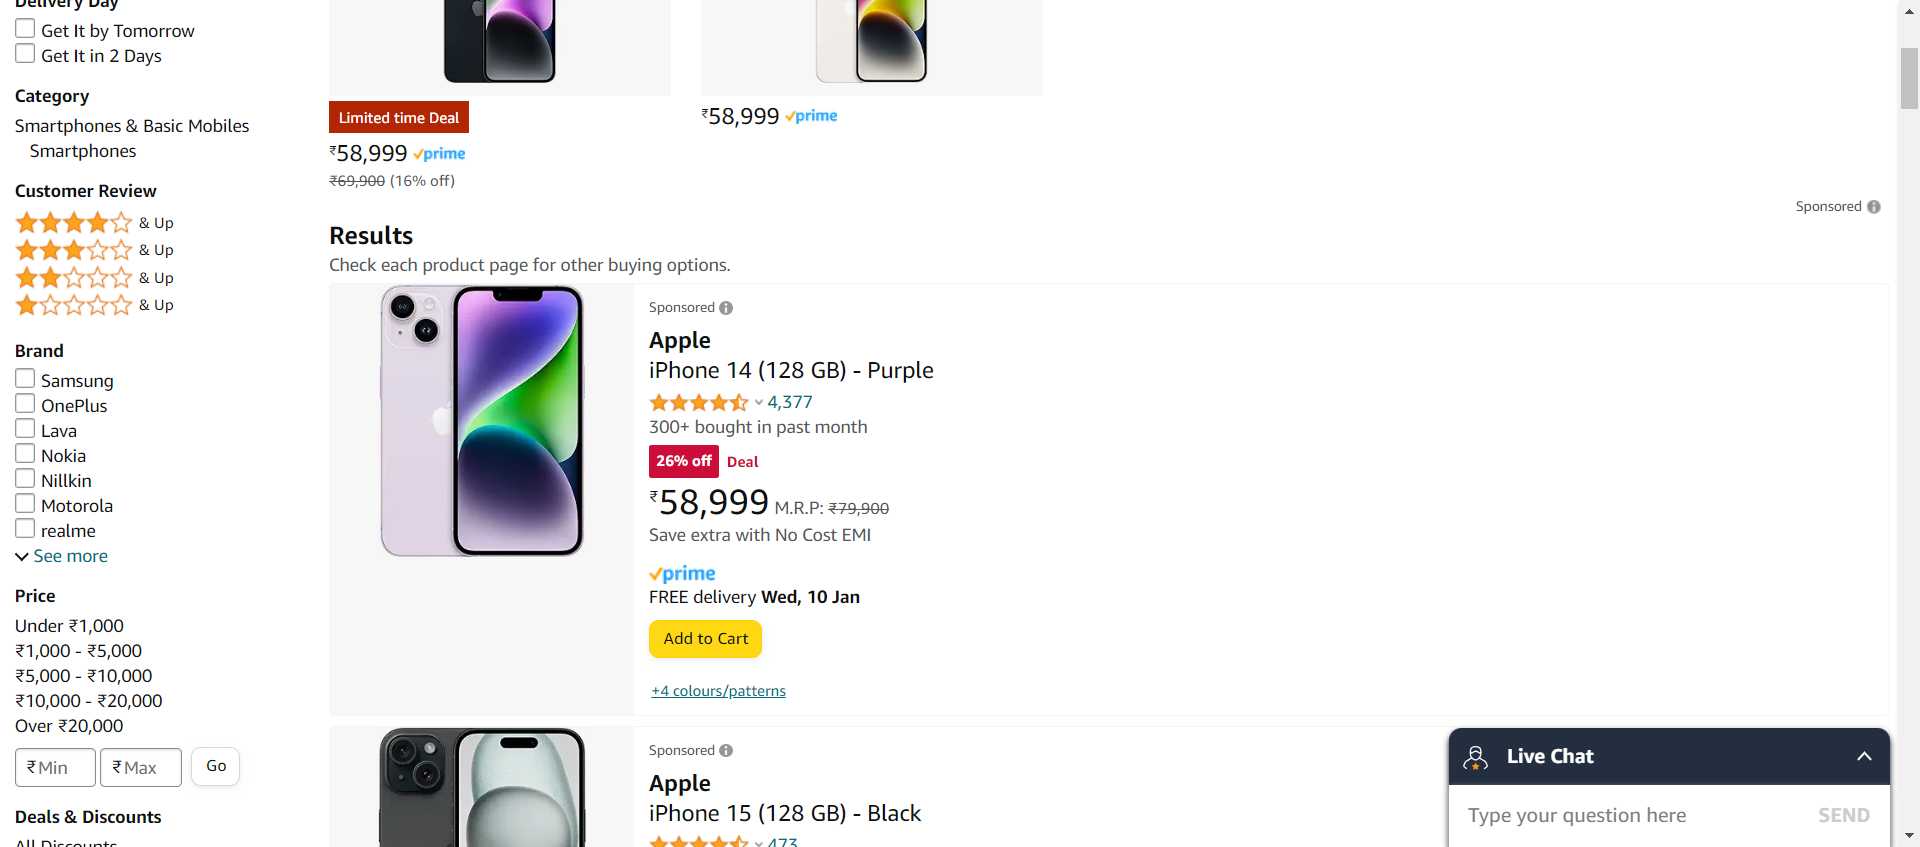 Delivery Day
Get It by Tomorrow
Get It in 2 Days
Category
Smartphones & Basic Mobiles
Smartphones
Customer Review
& Up
& Up
& Up
& Up
Brand
Samsung
OnePlus
Lava
Nokia
Nillkin
Motorola
realme
See more
Price
Under ₹1,000
₹1,000 - ₹5,000
₹5,000 - ₹10,000
₹10,000 - ₹20,000
Over ₹20,000
₹ Min ₹ Max Go
Deals & Discounts
All Discounts
Limited time Deal
₹58,999 prime
₹69,900 (16% off)
₹58,999 prime
Sponsored
Results
Check each product page for other buying options.
Sponsored
Apple
iPhone 14 (128 GB) - Purple
4,377
300+ bought in past month
26% off Deal
₹58,999 M.R.P: ₹79,900
Save extra with No Cost EMI
prime
FREE delivery Wed, 10 Jan
Add to Cart
+4 colours/patterns
Sponsored
Apple
iPhone 15 (128 GB) - Black
473
Live Chat
Type your question here SEND